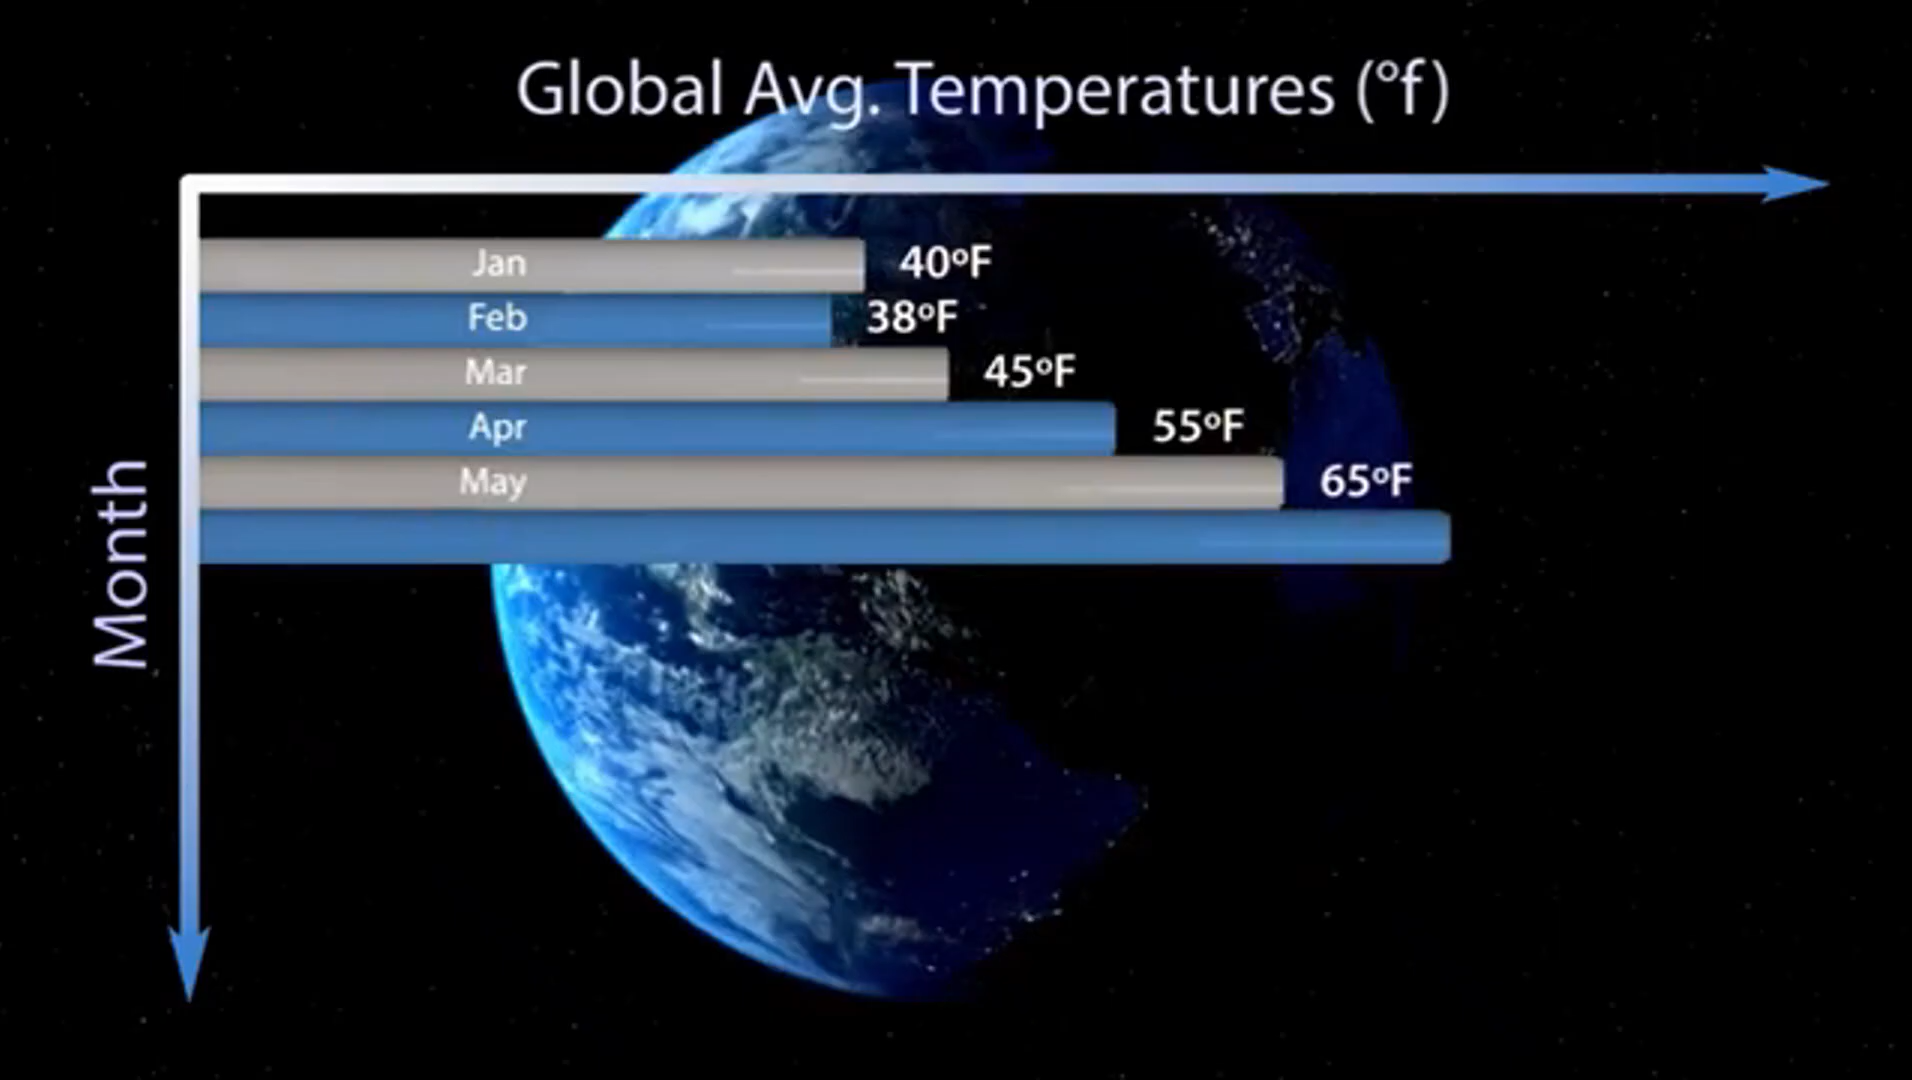 Global Avg. Temperatures (°f)
Jan 40ºF
Feb 38ºF
Mar 45ºF
Apr 55ºF
May 65ºF
Month